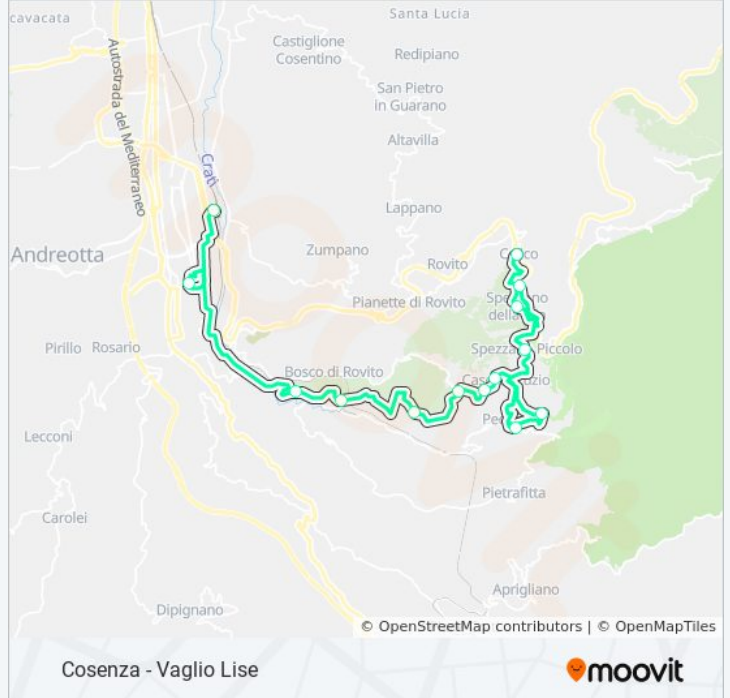 cavacata
Santa Lucia
Castiglione
Cosentino
Redipiano
San Pietro
in Guarano
Altavilla
Autostrada del Mediterraneo
Crati
Lappano
Andreotta
Zumpano
Rovito
Pianette di Rovito
della
Pirillo
Rosario
Piccolo
Bosco di Rovito
Lecconi
Pietrafitta
Carolei
Aprigliano
Dipignano
© OpenStreetMap contributors | © OpenMapTiles
Cosenza - Vaglio Lise
moovit